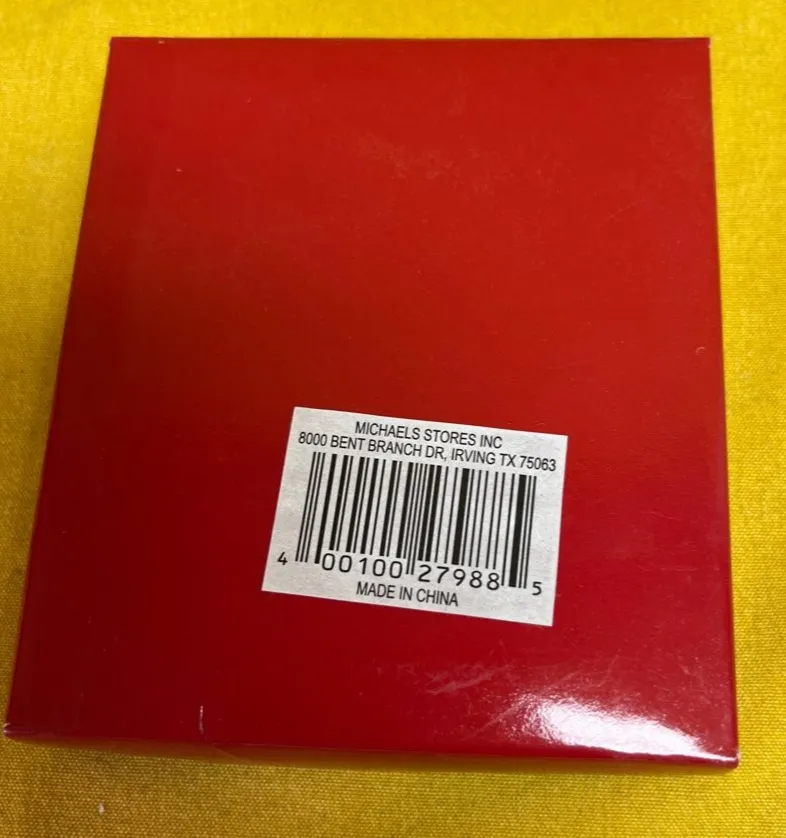 MICHAELS STORES INC
8000 BENT BRANCH DR, IRVING TX 75063
4 00100 27988 5
MADE IN CHINA